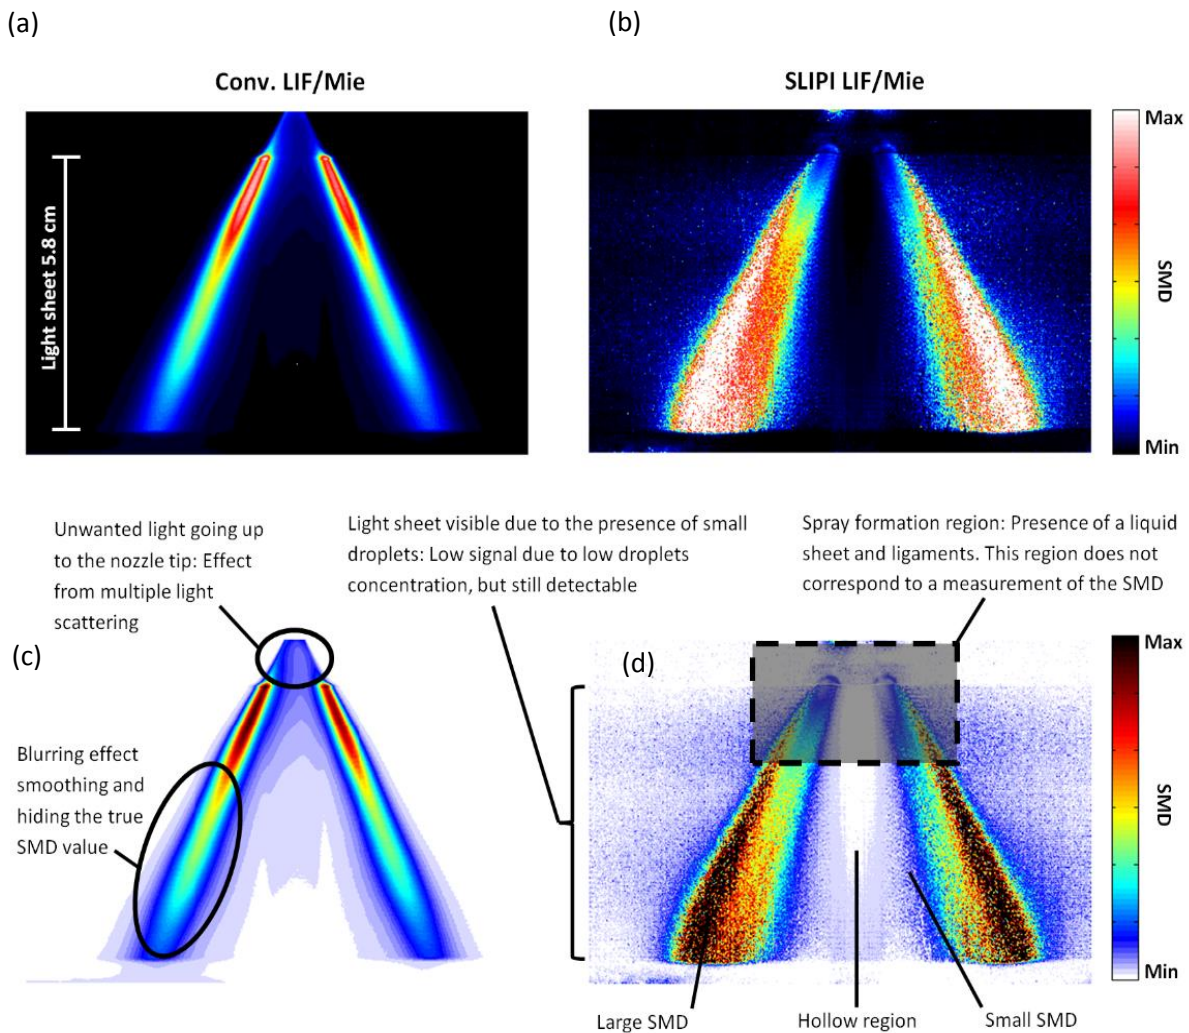 (a)
(b)
Conv. LIF/Mie
SLIPI LIF/Mie
Light sheet 5.8 cm
Max
SMD
Min
Unwanted light going up
to the nozzle tip: Effect
from multiple light
scattering
Light sheet visible due to the presence of small
droplets: Low signal due to low droplets
concentration, but still detectable
Spray formation region: Presence of a liquid
sheet and ligaments. This region does not
correspond to a measurement of the SMD
(c)
(d)
Blurring effect
smoothing and
hiding the true
SMD value
Max
SMD
Min
Large SMD
Hollow region
Small SMD